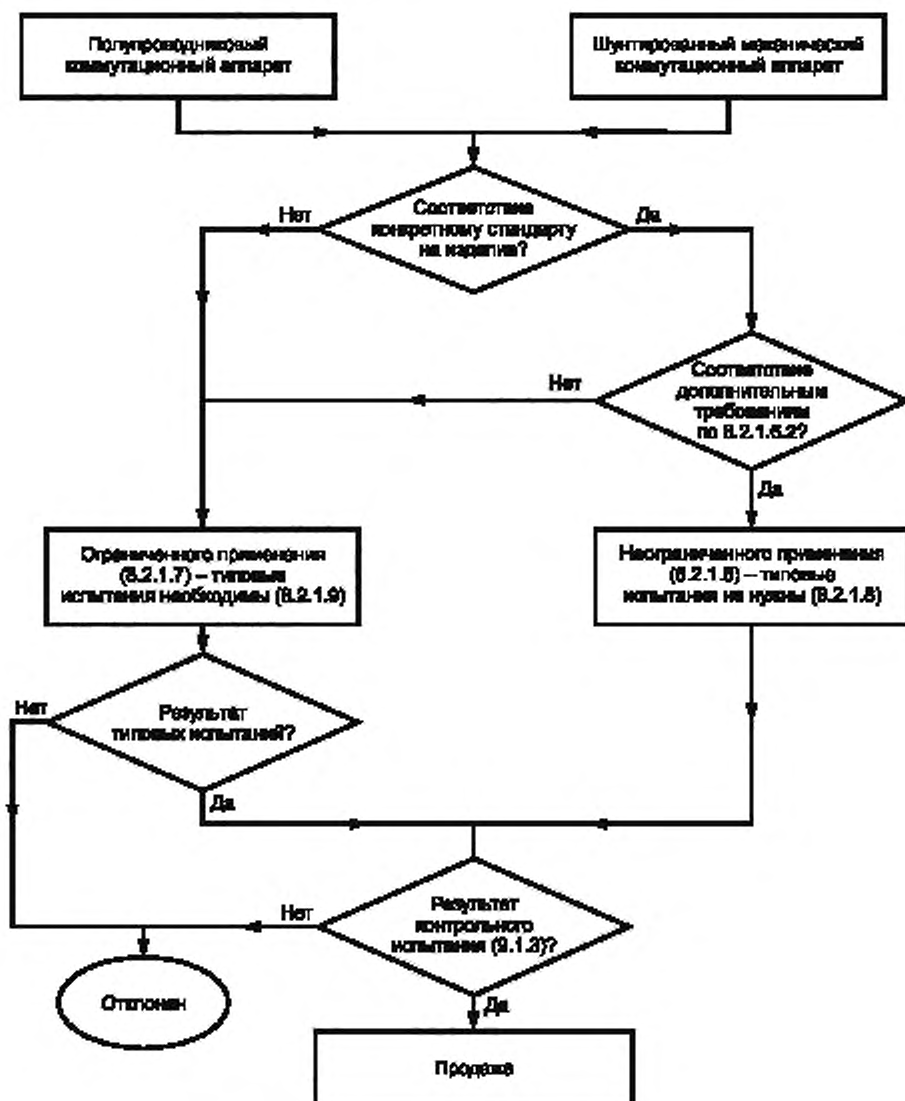 Полупроводниковый
коммутационный аппарат
Шунтированный механический
коммутационный аппарат
Соответствие
конкретному стандарту
на изделие?
Нет
Да
Соответствие
дополнительным
требованиям
по 8.2.1.5.2?
Нет
Да
Ограниченного применения
(8.2.1.7) – типовые
испытания необходимы (8.2.1.9)
Неограниченного применения
(8.2.1.6) – типовые
испытания не нужны (8.2.1.8)
Результат
типовых испытаний?
Нет
Да
Результат
контрольного
испытания (9.1.3)?
Нет
Да
Отклонен
Продажа